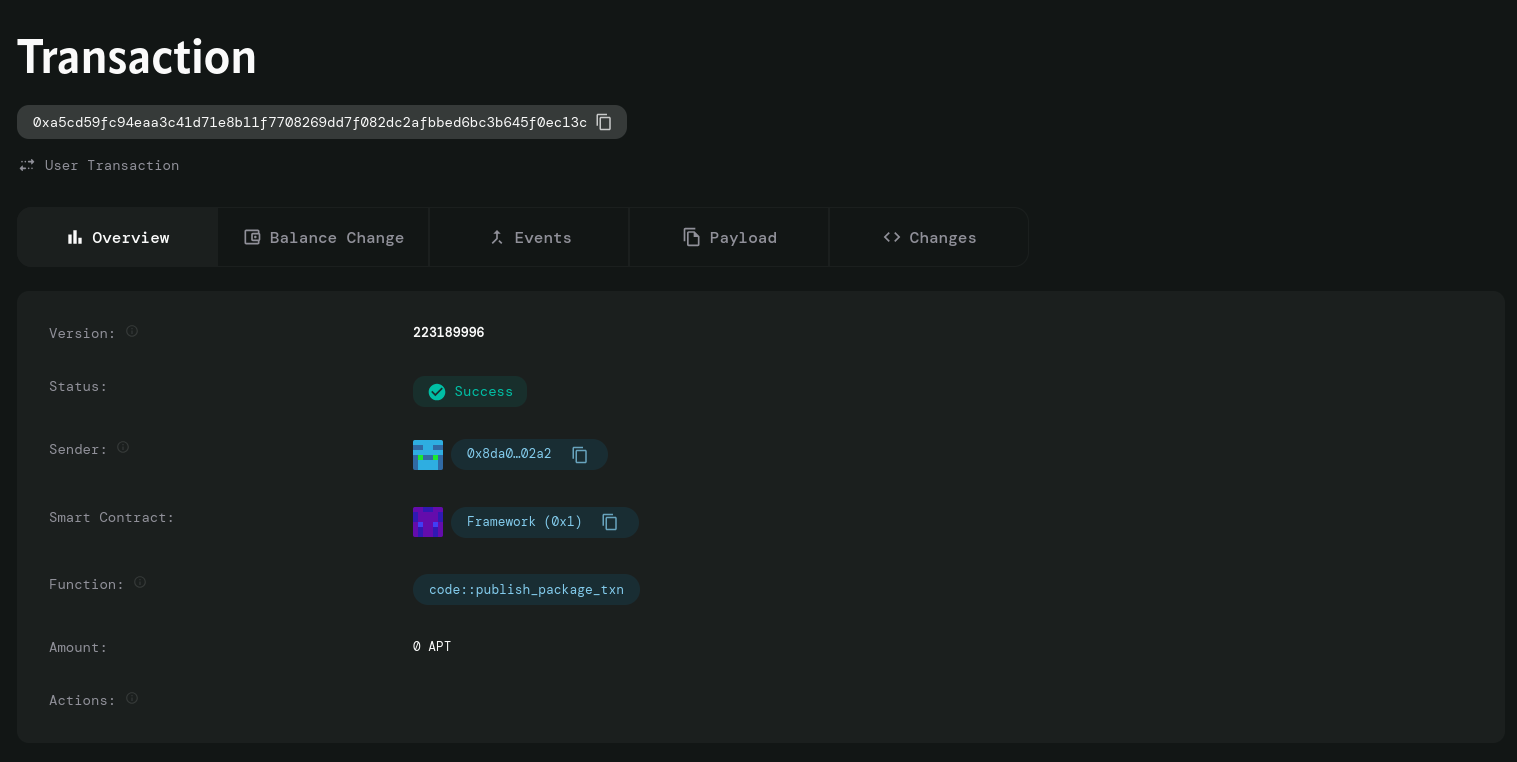 Transaction
0xa5cd59fc94eaa3c41d71e8b11f7708269dd7f082dc2afbbed6bc3b645f0ec13c
User Transaction
Overview Balance Change Events Payload Changes
Version: 223189996
Status: Success
Sender: 0x8da0…02a2
Smart Contract: Framework (0x1)
Function: code::publish_package_txn
Amount: 0 APT
Actions: